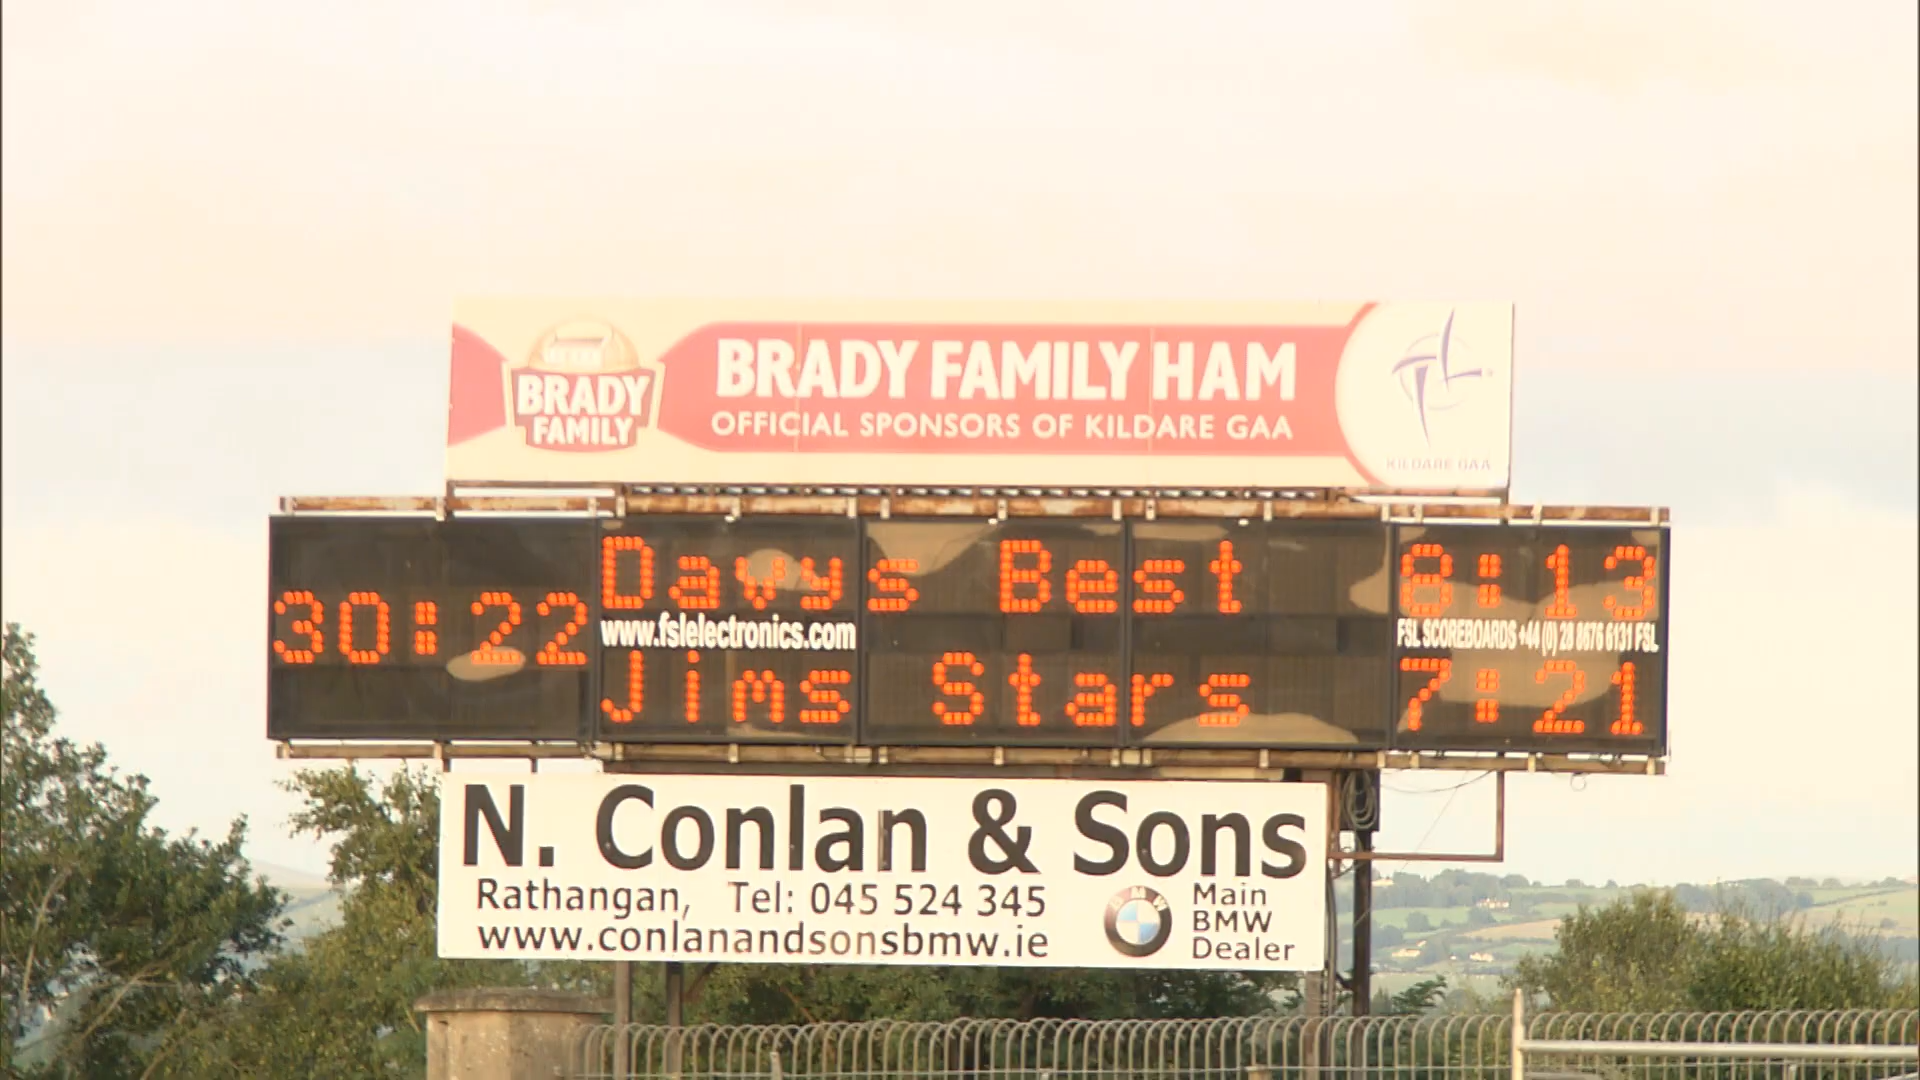 BRADY
FAMILY
BRADY FAMILY HAM
OFFICIAL SPONSORS OF KILDARE GAA
KILDARE GAA
30:22
Davys Best 8:13
www.fslelectronics.com
FSL SCOREBOARDS +44 (0) 28 8676 6131 FSL
Jims Stars 7:21
N. Conlan & Sons
Rathangan, Tel: 045 524 345
www.conlanandsonsbmw.ie
BMW
Main
BMW
Dealer